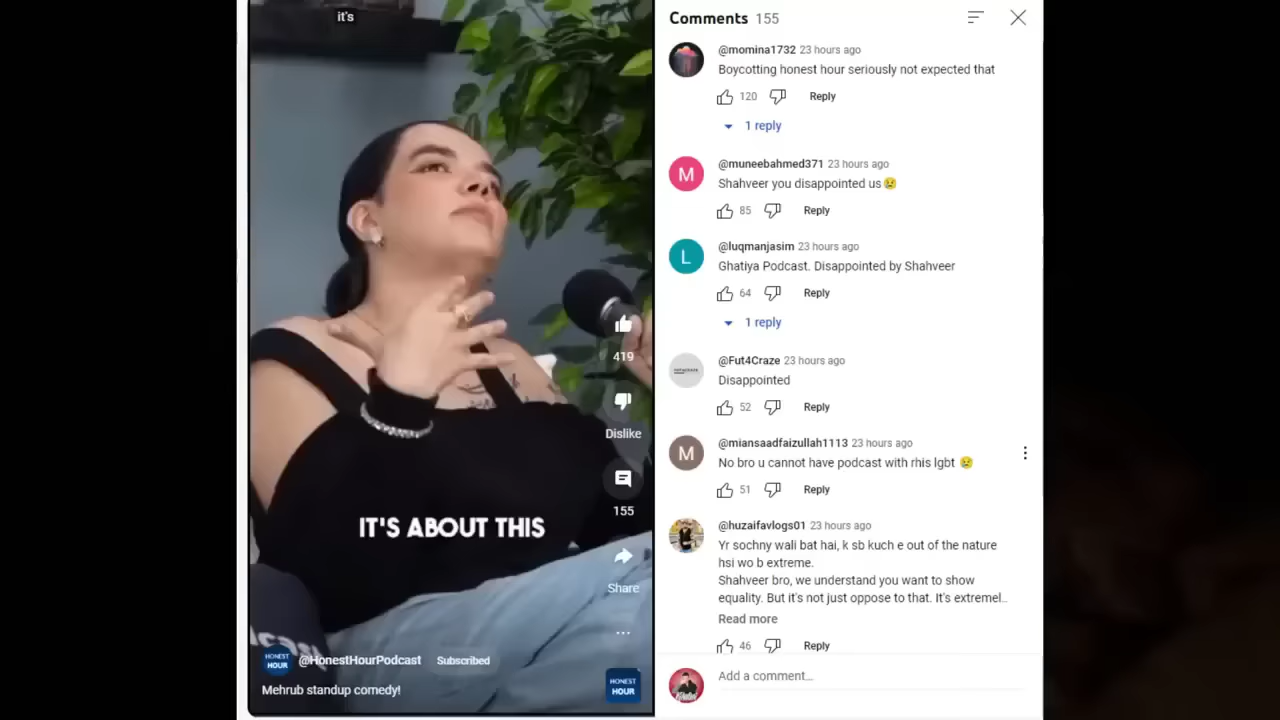 it's
IT'S ABOUT THIS
419
Dislike
155
Share
HONEST
HOUR
@HonestHourPodcast
Subscribed
Mehrub standup comedy!
HONEST
HOUR
Comments 155
@momina1732 23 hours ago
Boycotting honest hour seriously not expected that
120
Reply
1 reply
M
@muneebahmed371 23 hours ago
Shahveer you disappointed us😢
85
Reply
L
@luqmanjasim 23 hours ago
Ghatiya Podcast. Disappointed by Shahveer
64
Reply
1 reply
@Fut4Craze 23 hours ago
Disappointed
52
Reply
M
@miansaadfaizullah1113 23 hours ago
No bro u cannot have podcast with rhis lgbt 😢
51
Reply
@huzaifavlogs01 23 hours ago
Yr sochny wali bat hai, k sb kuch e out of the nature
hsi wo b extreme.
Shahveer bro, we understand you want to show
equality. But it's not just oppose to that. It's extremel...
Read more
46
Reply
Add a comment...